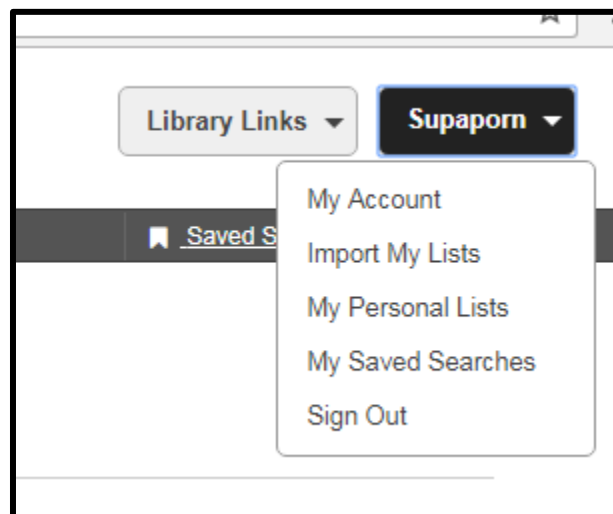 Library Links
Supaporn
Saved S
My Account
Import My Lists
My Personal Lists
My Saved Searches
Sign Out